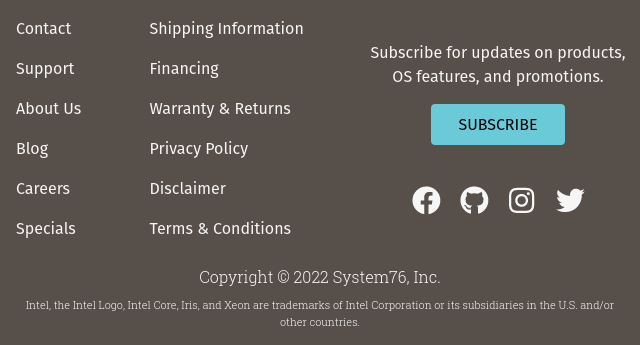 Contact
Support
About Us
Blog
Careers
Specials
Shipping Information
Financing
Warranty & Returns
Privacy Policy
Disclaimer
Terms & Conditions
Subscribe for updates on products,
OS features, and promotions.
SUBSCRIBE
Copyright © 2022 System76, Inc.
Intel, the Intel Logo, Intel Core, Iris, and Xeon are trademarks of Intel Corporation or its subsidiaries in the U.S. and/or
other countries.